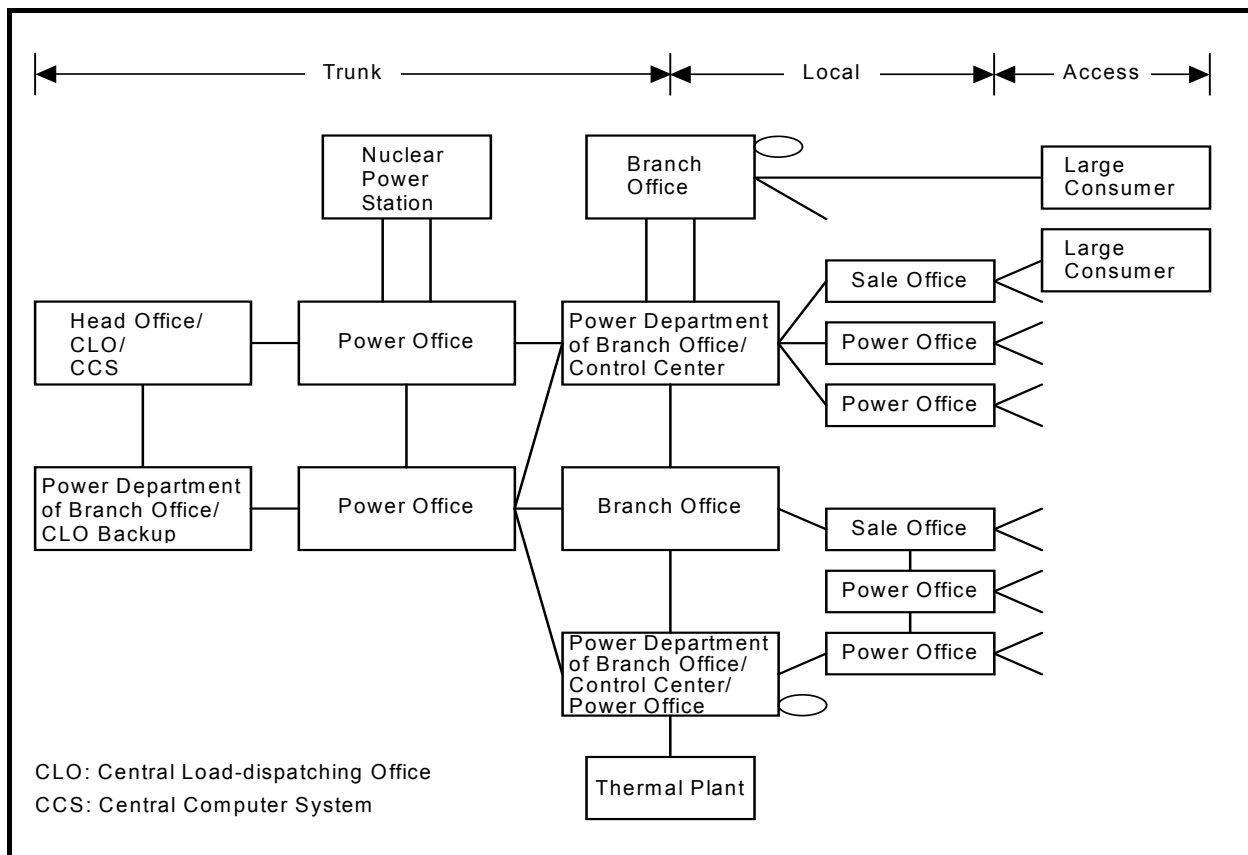 Trunk
Local
Access
Nuclear
Power
Station
Branch
Office
Large
Consumer
Large
Consumer
Sale Office
Head Office/
CLO/
CCS
Power Office
Power Department
of Branch Office/
Control Center
Power Office
Power Office
Power Department
of Branch Office/
CLO Backup
Power Office
Branch Office
Sale Office
Power Office
Power Department
of Branch Office/
Control Center/
Power Office
Power Office
CLO: Central Load-dispatching Office
CCS: Central Computer System
Thermal Plant